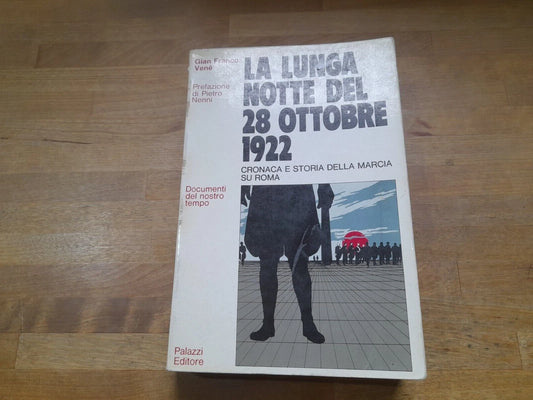 Gian Franco
Venè
Prefazione
di Pietro
Nenni
LA LUNGA
NOTTE DEL
28 OTTOBRE
1922
CRONACA E STORIA DELLA MARCIA
SU ROMA
Documenti
del nostro
tempo
Palazzi
Editore